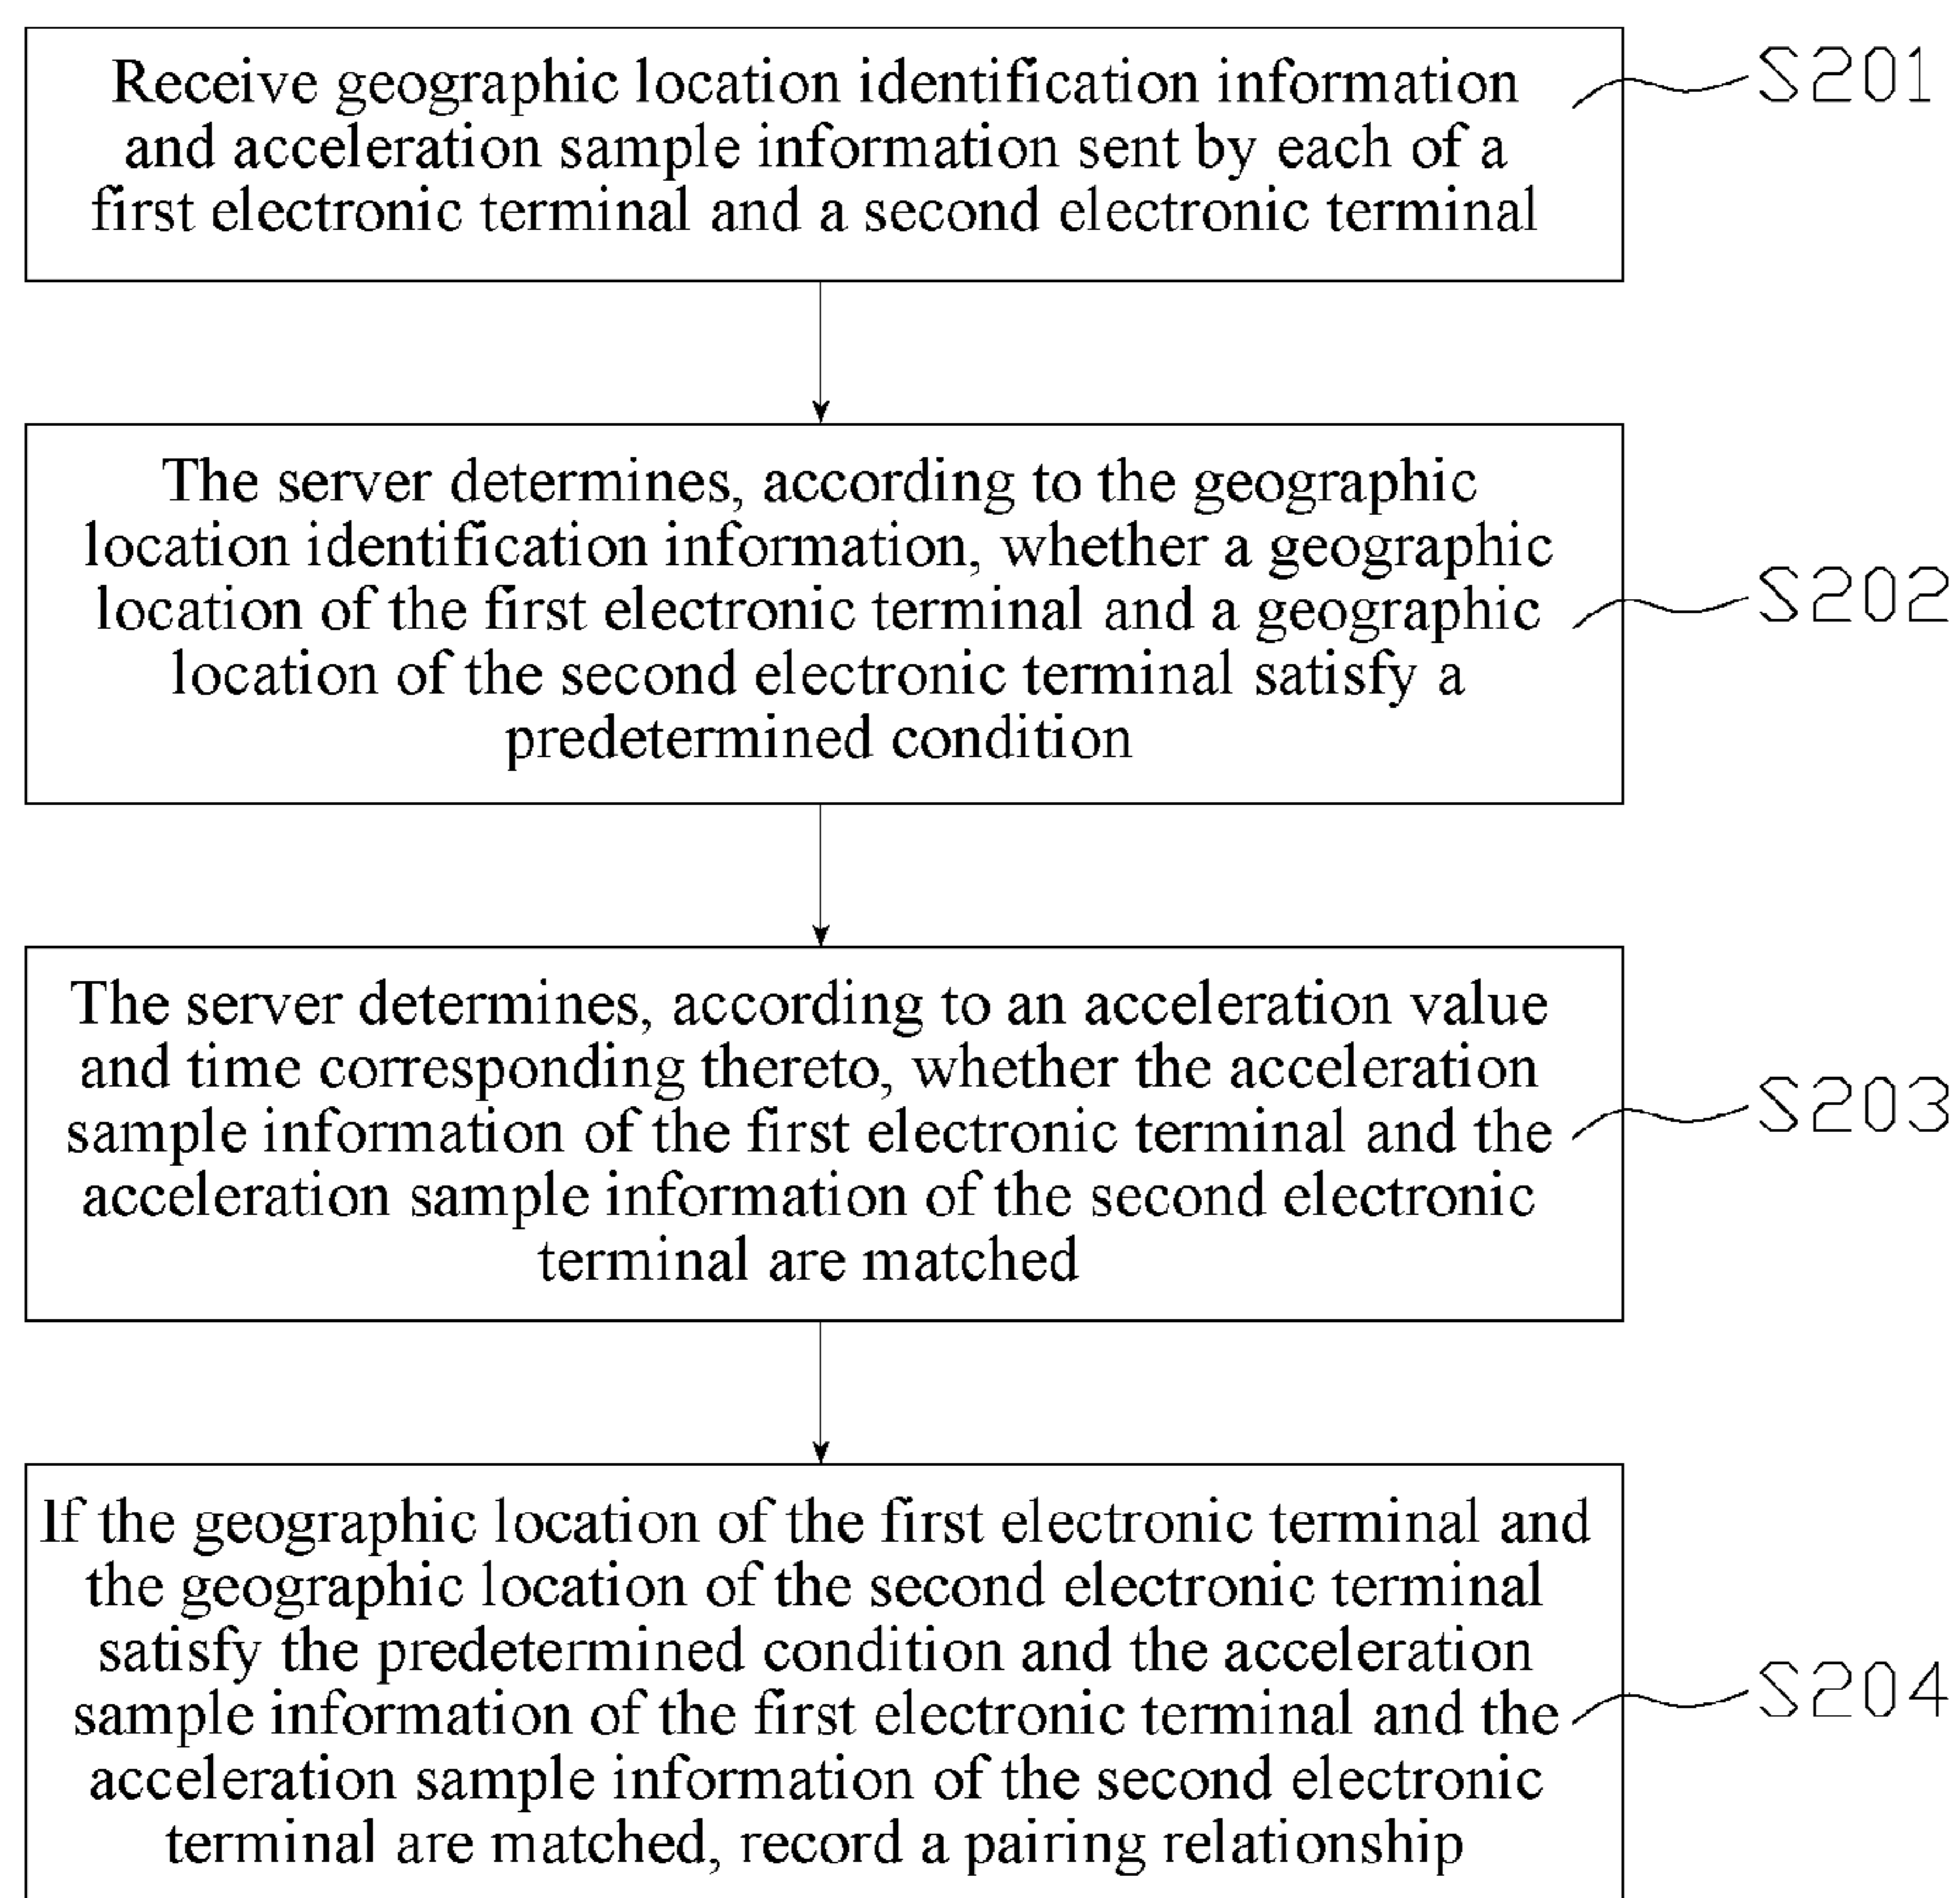 Receive geographic location identification information
and acceleration sample information sent by each of a
first electronic terminal and a second electronic terminal
S201
The server determines, according to the geographic
location identification information, whether a geographic
location of the first electronic terminal and a geographic
location of the second electronic terminal satisfy a
predetermined condition
S202
The server determines, according to an acceleration value
and time corresponding thereto, whether the acceleration
sample information of the first electronic terminal and the
acceleration sample information of the second electronic
terminal are matched
S203
If the geographic location of the first electronic terminal and
the geographic location of the second electronic terminal
satisfy the predetermined condition and the acceleration
sample information of the first electronic terminal and the
acceleration sample information of the second electronic
terminal are matched, record a pairing relationship
S204